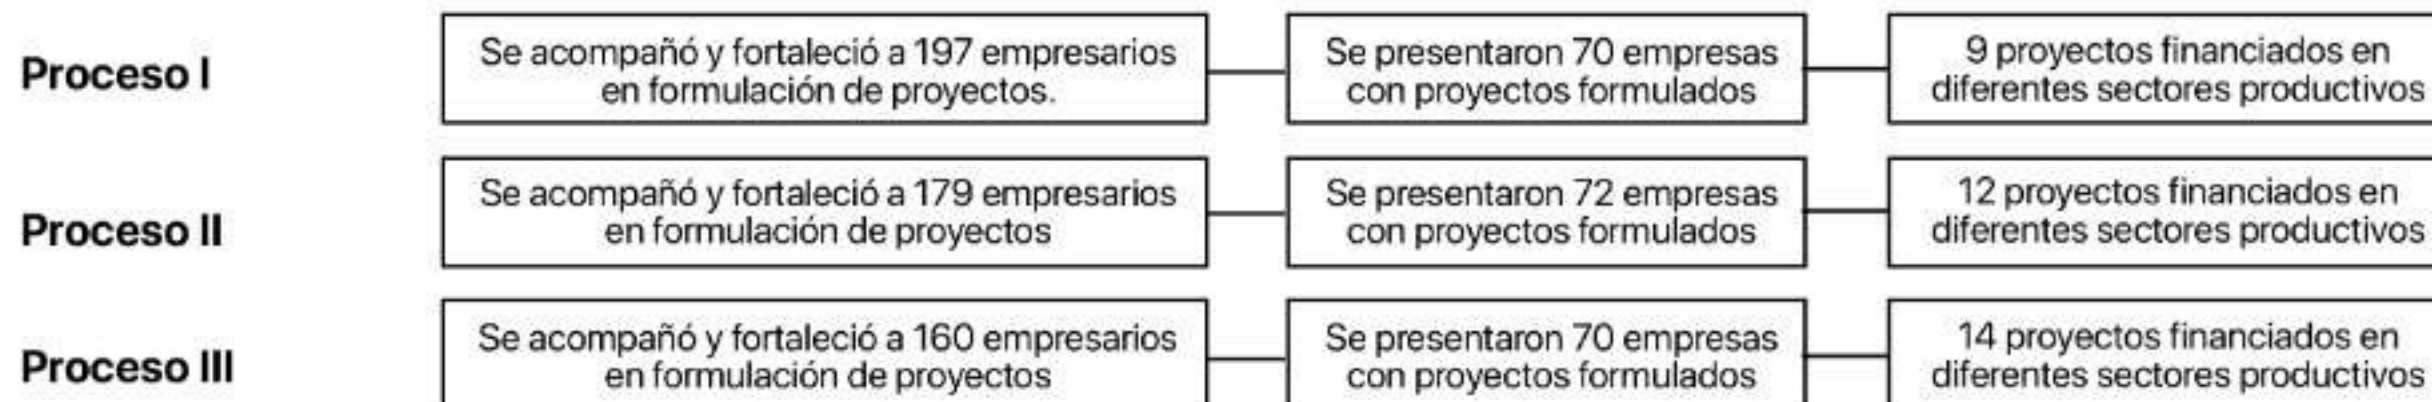 Proceso I
Se acompañó y fortaleció a 197 empresarios
en formulación de proyectos.
Se presentaron 70 empresas
con proyectos formulados
9 proyectos financiados en
diferentes sectores productivos
Proceso II
Se acompañó y fortaleció a 179 empresarios
en formulación de proyectos
Se presentaron 72 empresas
con proyectos formulados
12 proyectos financiados en
diferentes sectores productivos
Proceso III
Se acompañó y fortaleció a 160 empresarios
en formulación de proyectos
Se presentaron 70 empresas
con proyectos formulados
14 proyectos financiados en
diferentes sectores productivos